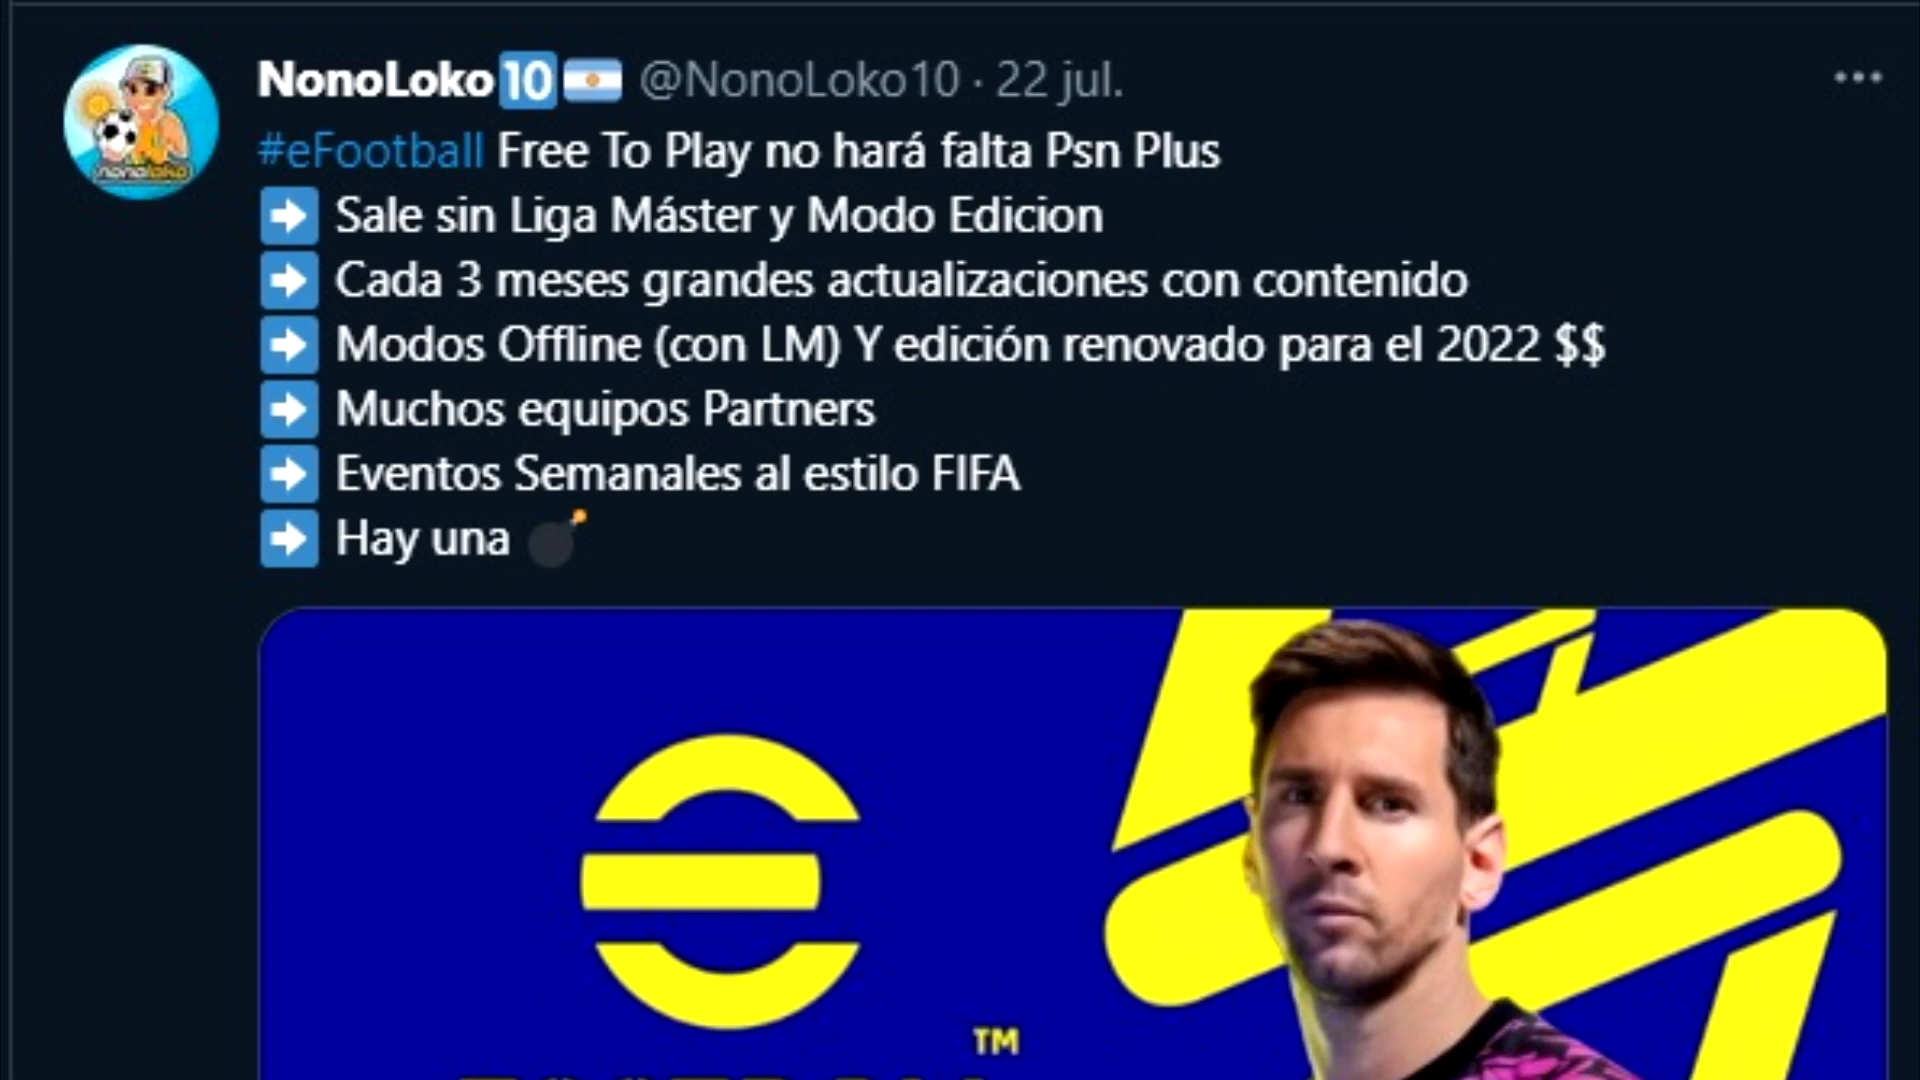 NonoLoko🔟🇦🇷 @NonoLoko10 · 22 jul.
#eFootball Free To Play no hará falta Psn Plus
➡ Sale sin Liga Máster y Modo Edicion
➡ Cada 3 meses grandes actualizaciones con contenido
➡ Modos Offline (con LM) Y edición renovado para el 2022 $$
➡ Muchos equipos Partners
➡ Eventos Semanales al estilo FIFA
➡ Hay una 💣
nonoloko
TM